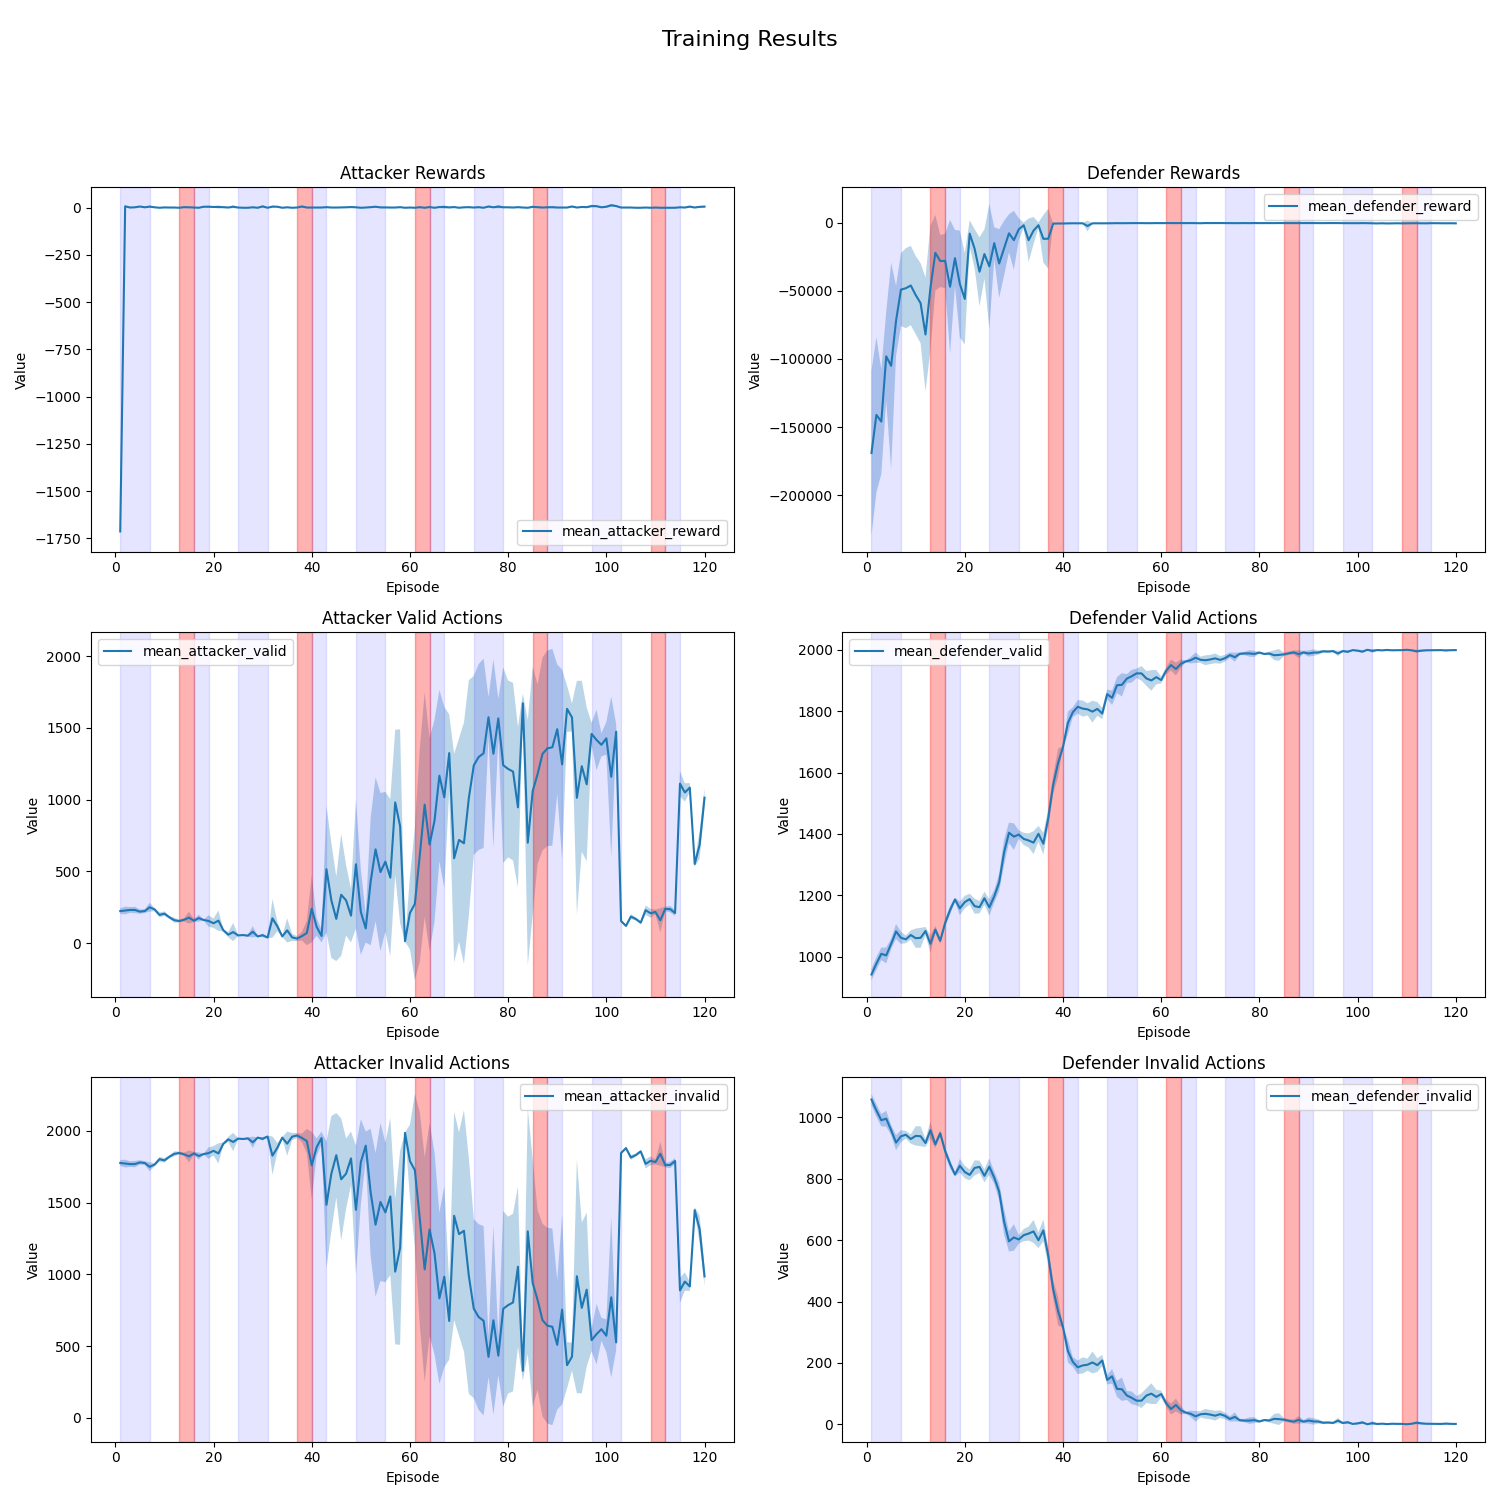 Training Results
Attacker Rewards
Value
0
−250
−500
−750
−1000
−1250
−1500
−1750
mean_attacker_reward
0 20 40 60 80 100 120
Episode
Defender Rewards
Value
0
−50000
−100000
−150000
−200000
mean_defender_reward
0 20 40 60 80 100 120
Episode
Attacker Valid Actions
Value
2000
1500
1000
500
0
mean_attacker_valid
0 20 40 60 80 100 120
Episode
Defender Valid Actions
Value
2000
1800
1600
1400
1200
1000
mean_defender_valid
0 20 40 60 80 100 120
Episode
Attacker Invalid Actions
Value
2000
1500
1000
500
0
mean_attacker_invalid
0 20 40 60 80 100 120
Episode
Defender Invalid Actions
Value
1000
800
600
400
200
0
mean_defender_invalid
0 20 40 60 80 100 120
Episode